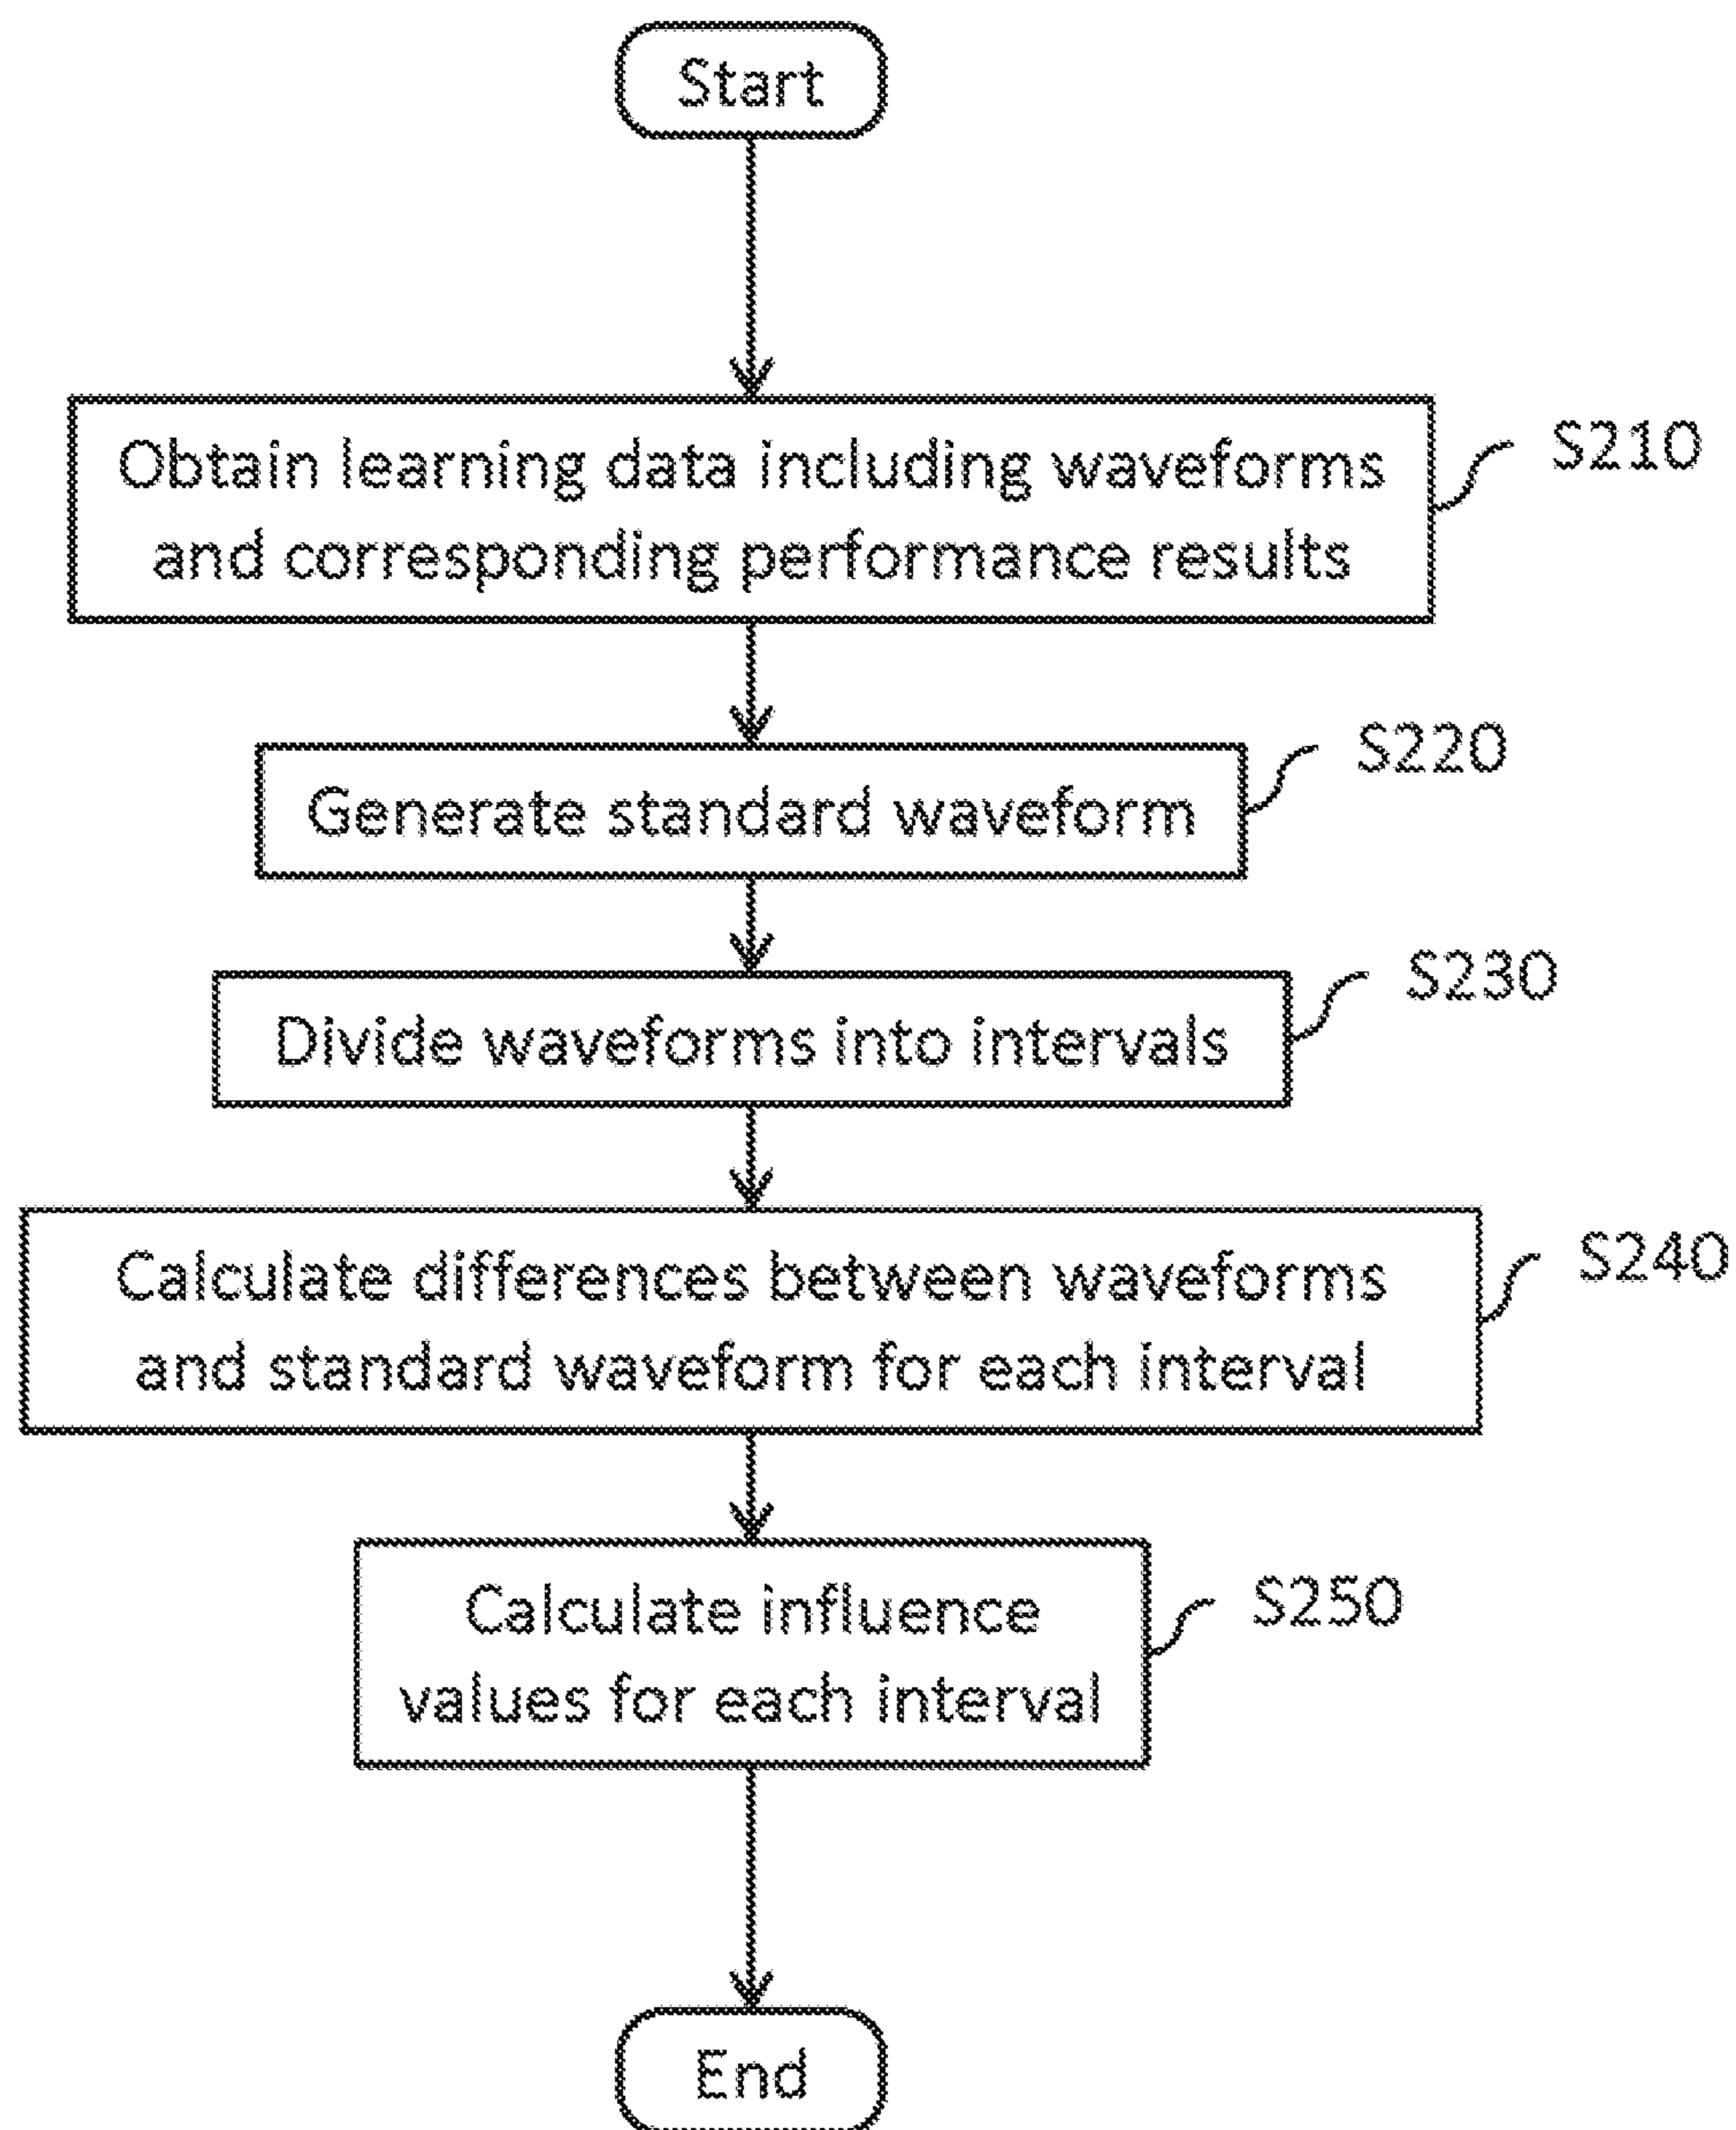 Start
Obtain learning data including waveforms
and corresponding performance results
S210
Generate standard waveform
S220
Divide waveforms into intervals
S230
Calculate differences between waveforms
and standard waveform for each interval
S240
Calculate influence
values for each interval
S250
End